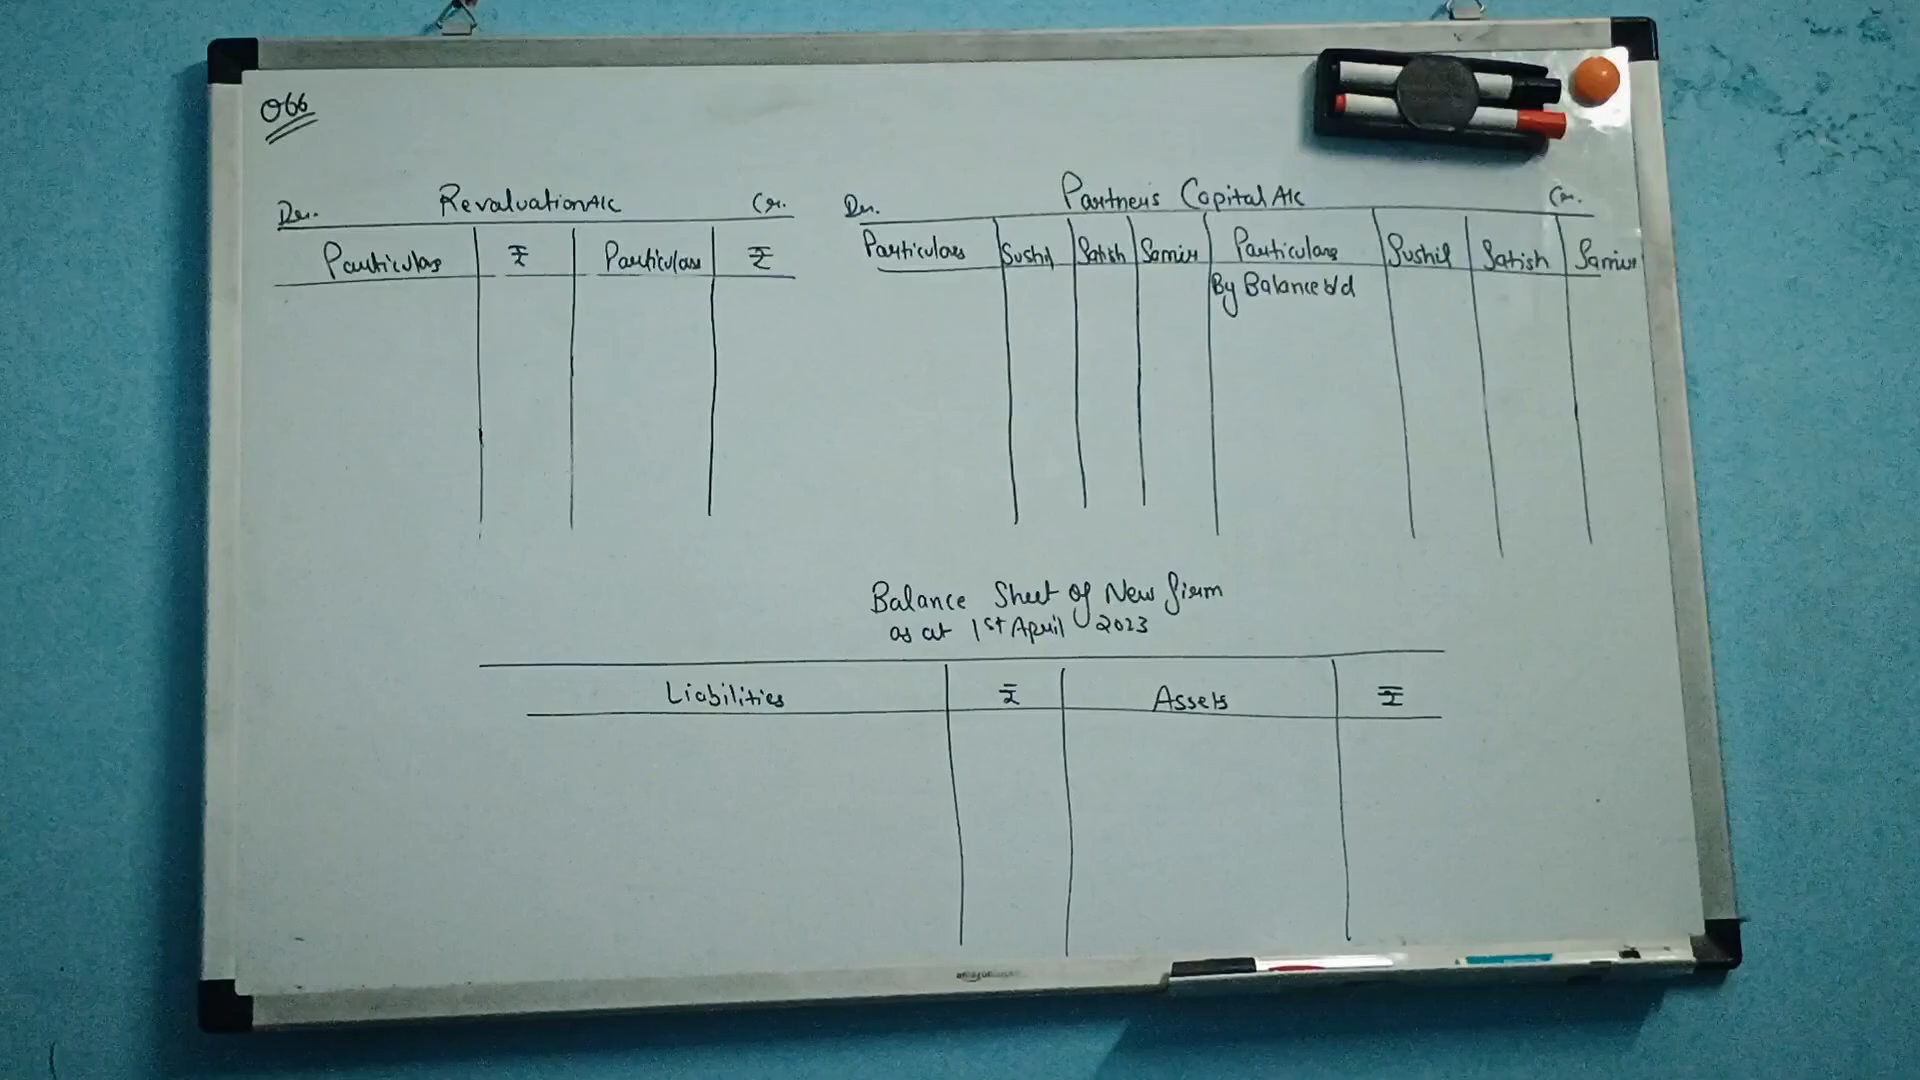 Q66
Dr. Revaluation A/c Cr.
Particulars ₹ Particulars ₹
Dr. Partner's Capital A/c Cr.
Particulars Sushil Satish Samir Particulars Sushil Satish Samir
By Balance b/d
Balance Sheet of New firm
as at 1st April 2023
Liabilities ₹ Assets ₹